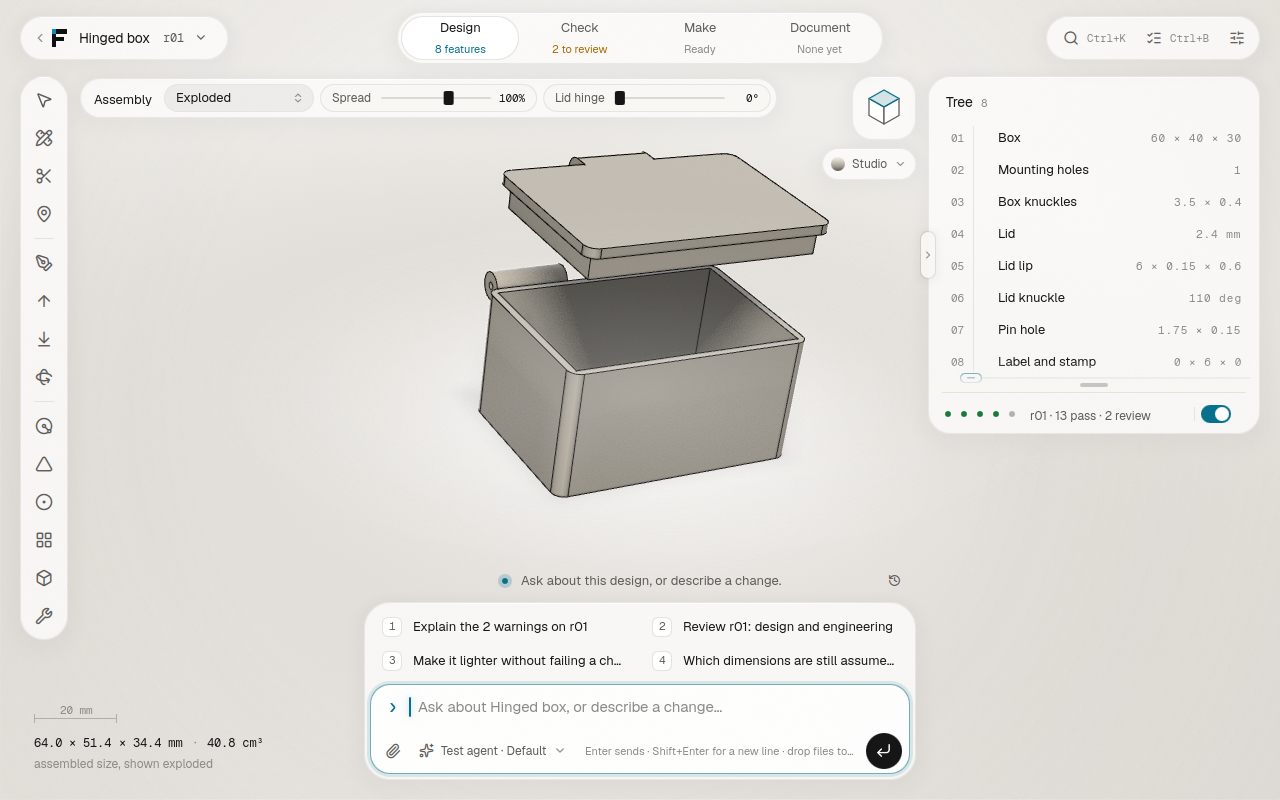 Hinged box r01
Design
8 features
Check
2 to review
Make
Ready
Document
None yet
Ctrl+K
Ctrl+B
Assembly
Exploded
Spread
100%
Lid hinge
0°
Studio
Tree 8
01 Box 60 × 40 × 30
02 Mounting holes 1
03 Box knuckles 3.5 × 0.4
04 Lid 2.4 mm
05 Lid lip 6 × 0.15 × 0.6
06 Lid knuckle 110 deg
07 Pin hole 1.75 × 0.15
08 Label and stamp 0 × 6 × 0
r01 · 13 pass · 2 review
Ask about this design, or describe a change.
1 Explain the 2 warnings on r01
2 Review r01: design and engineering
3 Make it lighter without failing a ch…
4 Which dimensions are still assume…
Ask about Hinged box, or describe a change…
Test agent · Default
Enter sends · Shift+Enter for a new line · drop files to…
20 mm
64.0 × 51.4 × 34.4 mm · 40.8 cm³
assembled size, shown exploded